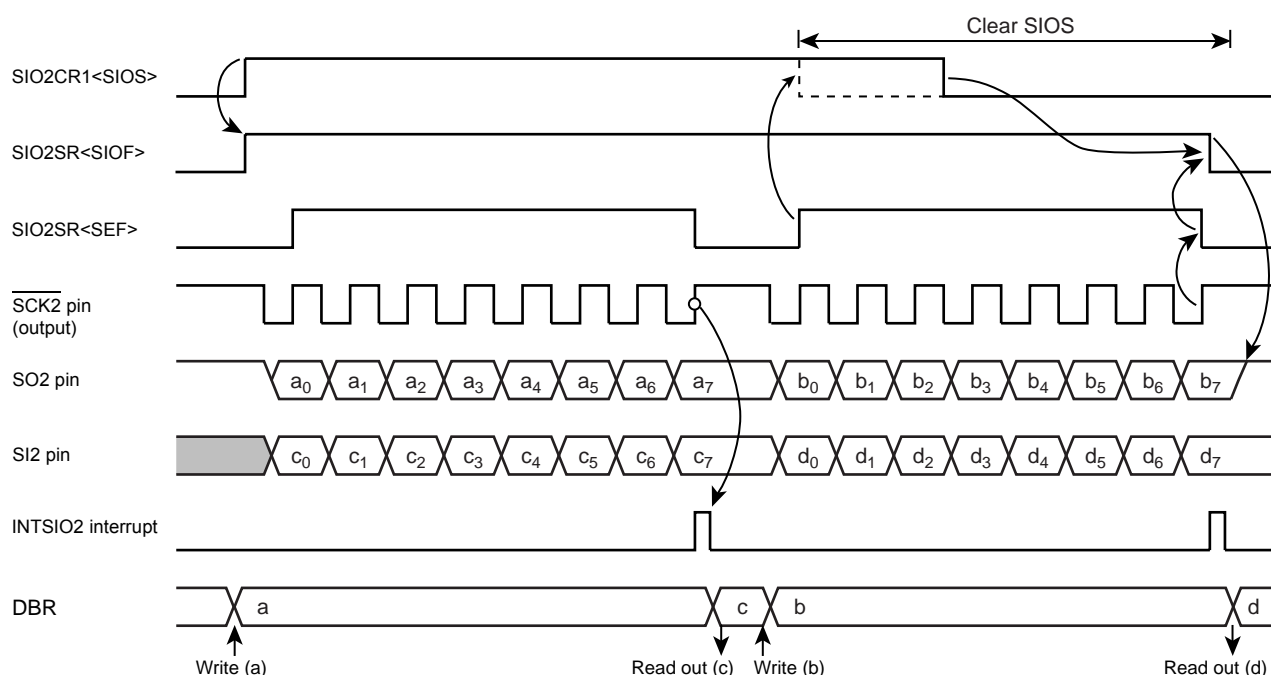 Clear SIOS
SIO2CR1<SIOS>
SIO2SR<SIOF>
SIO2SR<SEF>
SCK2 pin
(output)
SO2 pin a0 a1 a2 a3 a4 a5 a6 a7 b0 b1 b2 b3 b4 b5 b6 b7
SI2 pin c0 c1 c2 c3 c4 c5 c6 c7 d0 d1 d2 d3 d4 d5 d6 d7
INTSIO2 interrupt
DBR a c b d
Write (a) Read out (c) Write (b) Read out (d)